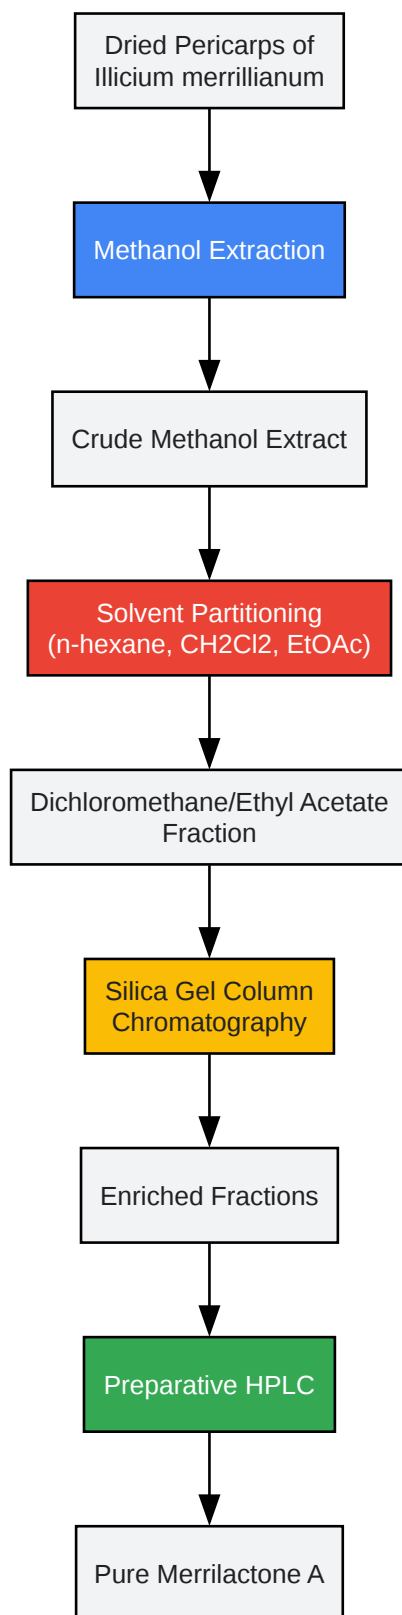 Dried Pericarps of
Illicium merrillianum
Methanol Extraction
Crude Methanol Extract
Solvent Partitioning
(n-hexane, CH2Cl2, EtOAc)
Dichloromethane/Ethyl Acetate
Fraction
Silica Gel Column
Chromatography
Enriched Fractions
Preparative HPLC
Pure Merrilactone A